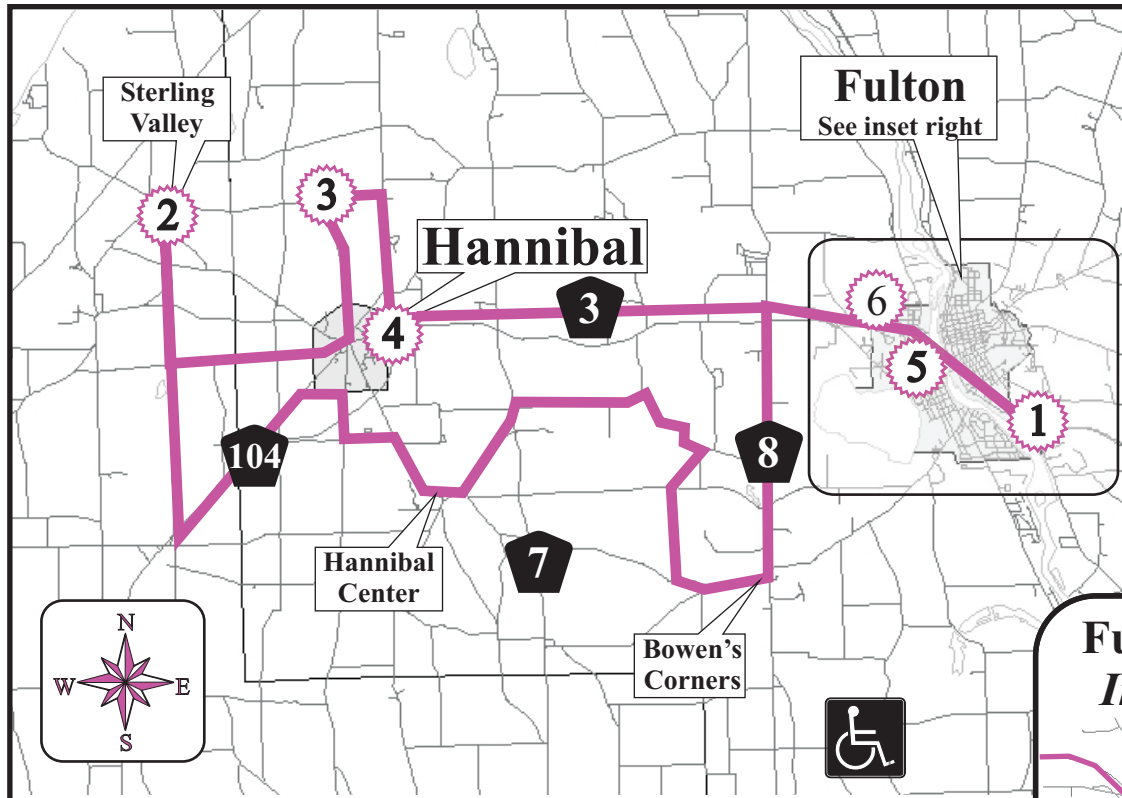 Sterling
Valley
Fulton
See inset right
2
3
Hannibal
6
3
4
5
1
104
8
Hannibal
Center
7
Bowen's
Corners
N
W E
S
Fu